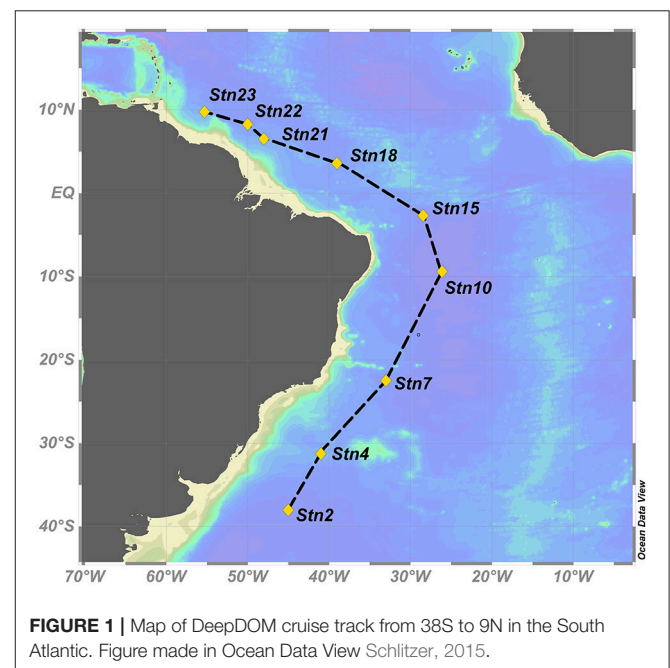 10°N
EQ
10°S
20°S
30°S
40°S
Stn23
Stn22
Stn21
Stn18
Stn15
Stn10
Stn7
Stn4
Stn2
Ocean Data View
70°W 60°W 50°W 40°W 30°W 20°W 10°W
FIGURE 1 | Map of DeepDOM cruise track from 38S to 9N in the South
Atlantic. Figure made in Ocean Data View Schlitzer, 2015.